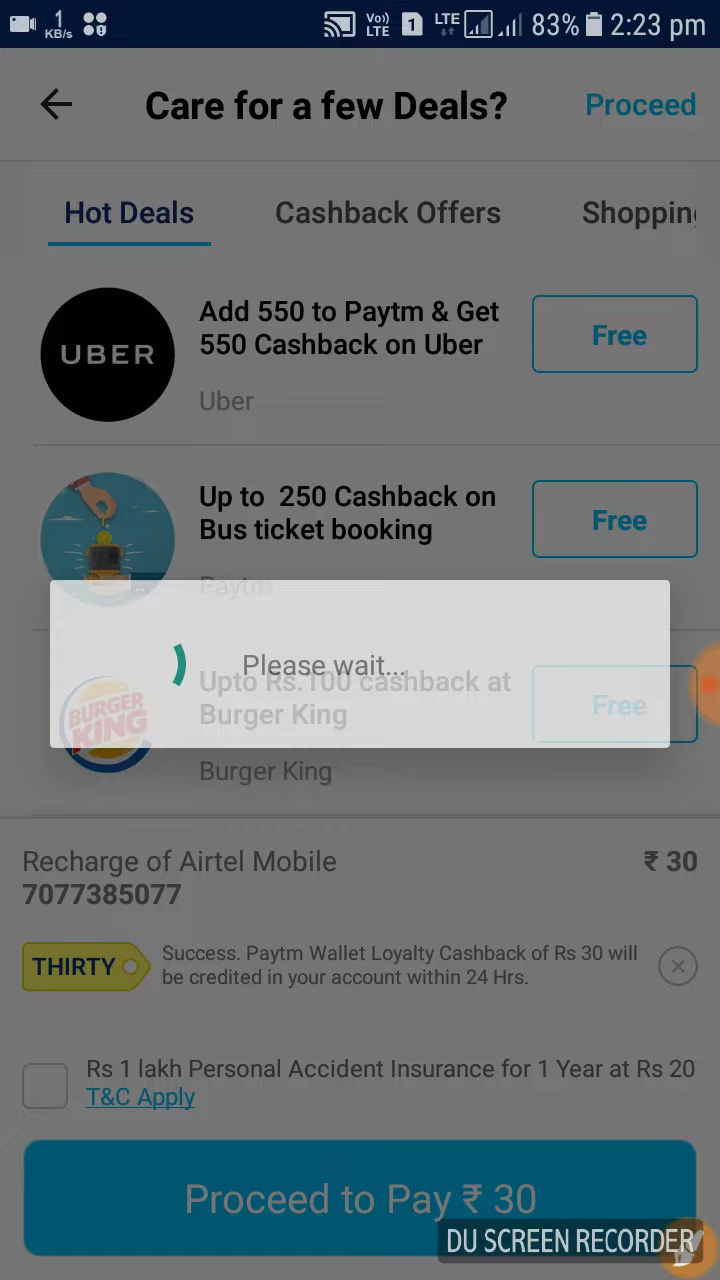 1
KB/s
Vo))
LTE
1
LTE
83%
2:23 pm
Care for a few Deals?
Proceed
Hot Deals
Cashback Offers
Shopping
UBER
Add 550 to Paytm & Get
550 Cashback on Uber
Free
Uber
Up to 250 Cashback on
Bus ticket booking
Free
Paytm
Please wait...
BURGER
KING
Upto Rs.100 cashback at
Burger King
Free
Burger King
Recharge of Airtel Mobile
₹ 30
7077385077
THIRTY
Success. Paytm Wallet Loyalty Cashback of Rs 30 will
be credited in your account within 24 Hrs.
Rs 1 lakh Personal Accident Insurance for 1 Year at Rs 20
T&C Apply
Proceed to Pay ₹ 30
DU SCREEN RECORDER